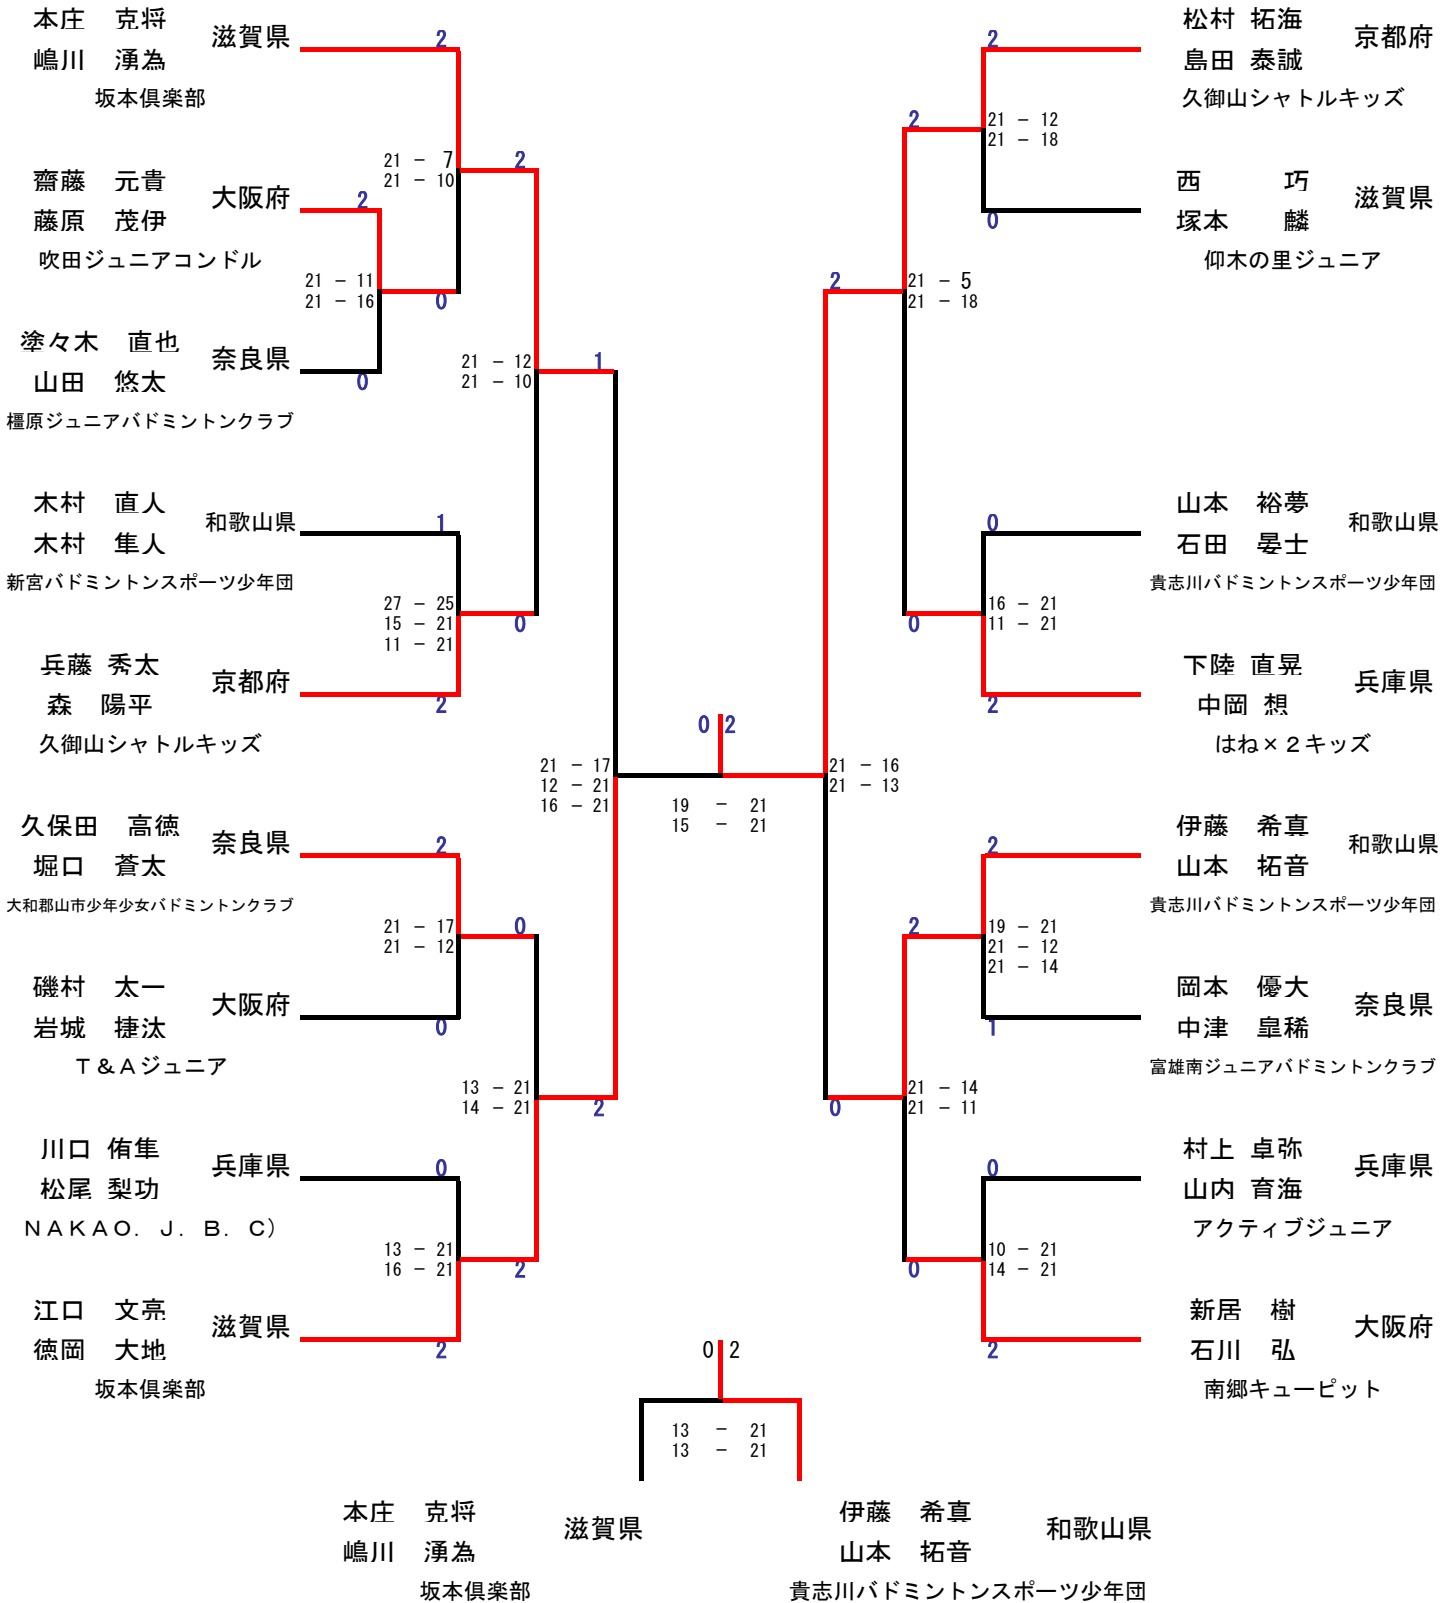 本庄　克将
嶋川　湧為
滋賀県
坂本倶楽部
2
齋藤　元貴
藤原　茂伊
大阪府
吹田ジュニアコンドル
2
21 － 7
21 － 10
2
21 － 11
21 － 16
0
塗々木　直也
山田　悠太
奈良県
橿原ジュニアバドミントンクラブ
0
21 － 12
21 － 10
1
木村　直人
木村　隼人
和歌山県
新宮バドミントンスポーツ少年団
1
27 － 25
15 － 21
11 － 21
0
兵藤 秀太
森　陽平
京都府
久御山シャトルキッズ
2
21 － 17
12 － 21
16 － 21
久保田　高徳
堀口　蒼太
奈良県
大和郡山市少年少女バドミントンクラブ
2
21 － 17
21 － 12
0
磯村　太一
岩城　捷汰
大阪府
T＆Aジュニア
0
13 － 21
14 － 21
2
川口 侑隼
松尾 梨功
兵庫県
NAKAO．J．B．C）
0
13 － 21
16 － 21
2
江口　文亮
徳岡　大地
滋賀県
坂本倶楽部
2
0 2
19 － 21
15 － 21
松村 拓海
島田 泰誠
京都府
久御山シャトルキッズ
2
2
21 － 12
21 － 18
西　　巧
塚本　麟
滋賀県
仰木の里ジュニア
0
2
21 － 5
21 － 18
山本　裕夢
石田　晏士
和歌山県
貴志川バドミントンスポーツ少年団
0
16 － 21
11 － 21
0
下陸 直晃
中岡 想
兵庫県
はね×２キッズ
2
21 － 16
21 － 13
伊藤　希真
山本　拓音
和歌山県
貴志川バドミントンスポーツ少年団
2
2
19 － 21
21 － 12
21 － 14
岡本　優大
中津　皐稀
奈良県
富雄南ジュニアバドミントンクラブ
1
0
21 － 14
21 － 11
村上 卓弥
山内 育海
兵庫県
アクティブジュニア
0
10 － 21
14 － 21
0
新居　樹
石川　弘
大阪府
南郷キューピット
2
0 2
13 － 21
13 － 21
本庄　克将
嶋川　湧為
滋賀県
坂本倶楽部
伊藤　希真
山本　拓音
和歌山県
貴志川バドミントンスポーツ少年団